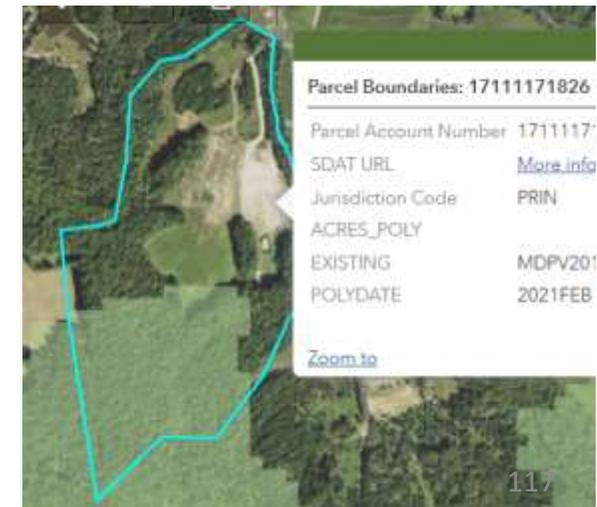 Parcel Boundaries: 17111171826
Parcel Account Number 17111171
SDAT URL More info
Jurisdiction Code PRIN
ACRES_POLY
EXISTING MDPV201
POLYDATE 2021FEB
Zoom to
117